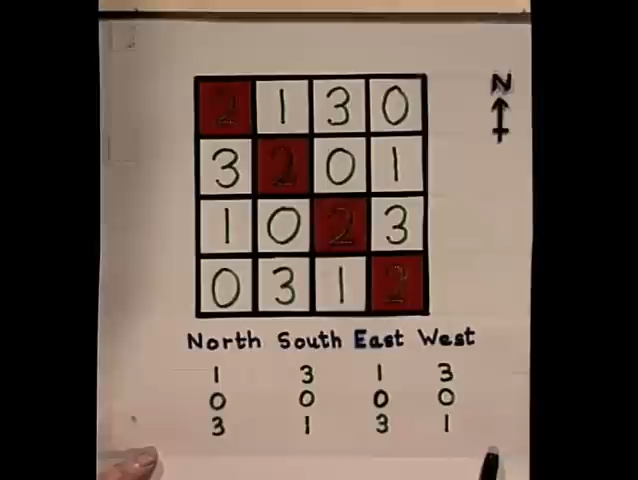 N
2 1 3 0
3 2 0 1
1 0 2 3
0 3 1 2
North South East West
1 3 1 3
0 0 0 0
3 1 3 1